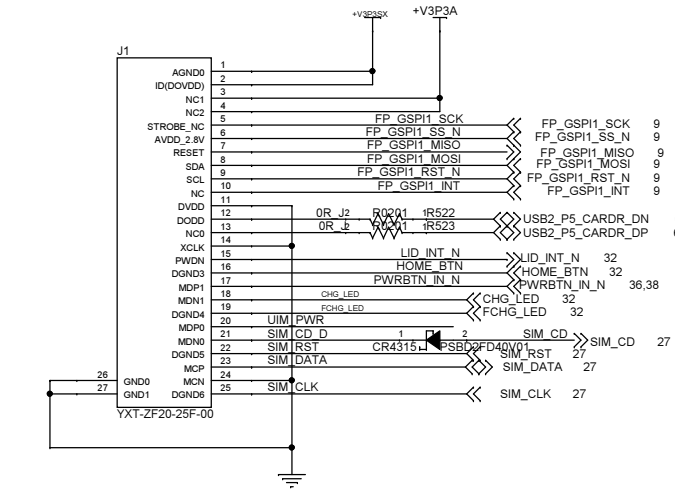 +V3P3SX
+V3P3A
J1
AGND0 1
ID(DOVDD) 2
NC1 3
NC2 4
STROBE_NC 5 FP_GSPI1_SCK FP_GSPI1_SCK 9
AVDD_2.8V 6 FP_GSPI1_SS_N FP_GSPI1_SS_N 9
RESET 7 FP_GSPI1_MISO FP_GSPI1_MISO 9
SDA 8 FP_GSPI1_MOSI FP_GSPI1_MOSI 9
SCL 9 FP_GSPI1_RST_N FP_GSPI1_RST_N 9
NC 10 FP_GSPI1_INT FP_GSPI1_INT 9
DVDD 11
DODD 12 0R_J 2 R0201 1 R522 USB2_P5_CARDR_DN
NC0 13 0R_J 2 R0201 1 R523 USB2_P5_CARDR_DP
XCLK 14
PWDN 15 LID_INT_N LID_INT_N 32
DGND3 16 HOME_BTN HOME_BTN 32
MDP1 17 PWRBTN_IN_N PWRBTN_IN_N 36,38
MDN1 18 CHG_LED CHG_LED 32
DGND4 19 FCHG_LED FCHG_LED 32
MDP0 20 UIM_PWR
MDN0 21 SIM_CD_D 1 2 SIM_CD SIM_CD 27
CR4315 PSBD2FD40V01
DGND5 22 SIM_RST SIM_RST 27
MCP 23 SIM_DATA SIM_DATA 27
26 GND0 MCN 24
27 GND1 DGND6 25 SIM_CLK SIM_CLK 27
YXT-ZF20-25F-00